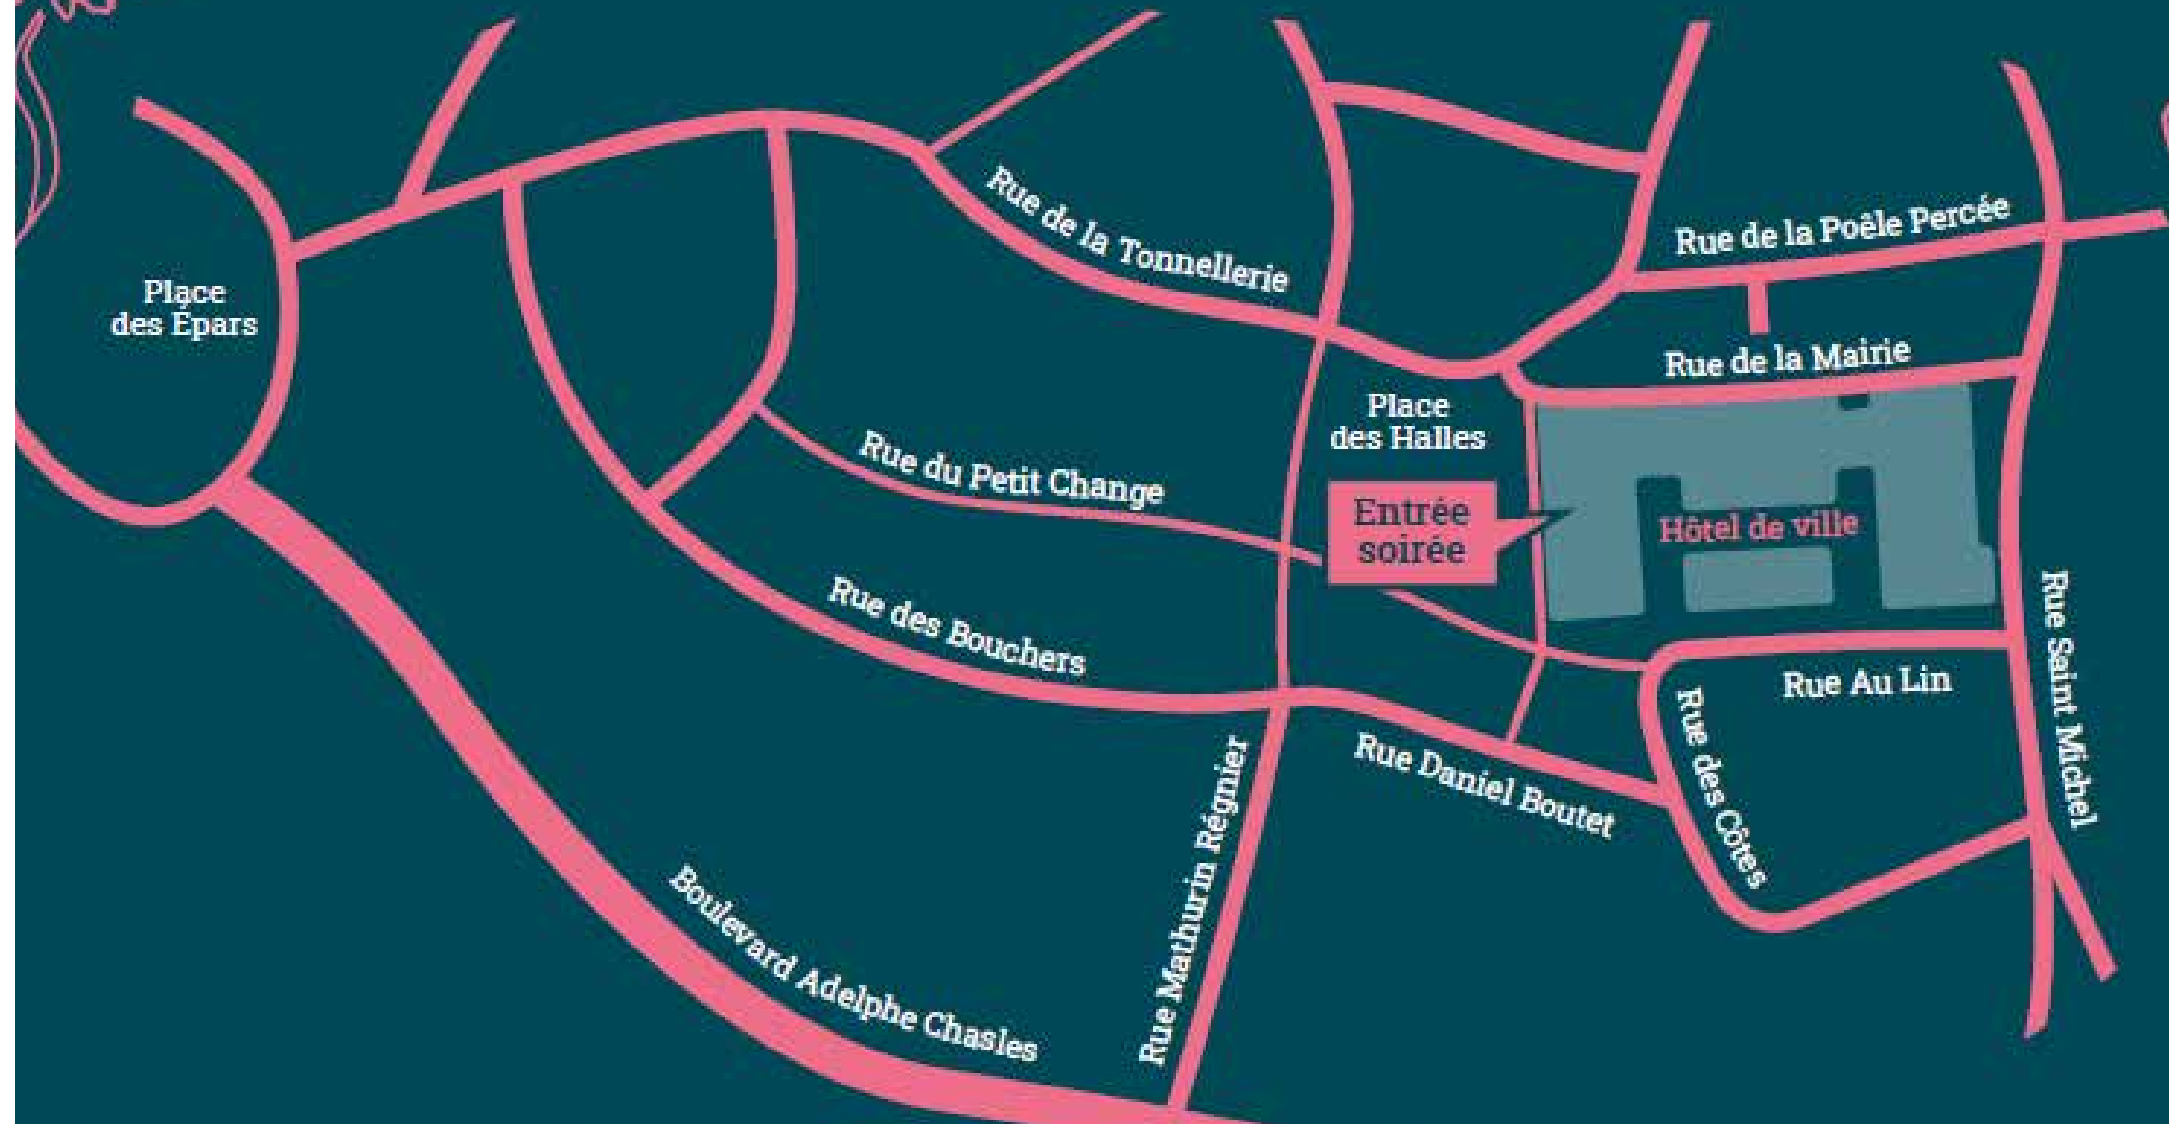 Rue de la Tonnellerie
Rue de la Poêle Percée
Place
des Épars
Rue de la Mairie
Place
des Halles
Rue du Petit Change
Entrée
soirée
Hôtel de ville
Rue des Bouchers
Rue Saint Michel
Rue Au Lin
Rue des Côtes
Rue Daniel Boutet
Rue Mathurin Régnier
Boulevard Adelphe Chasles